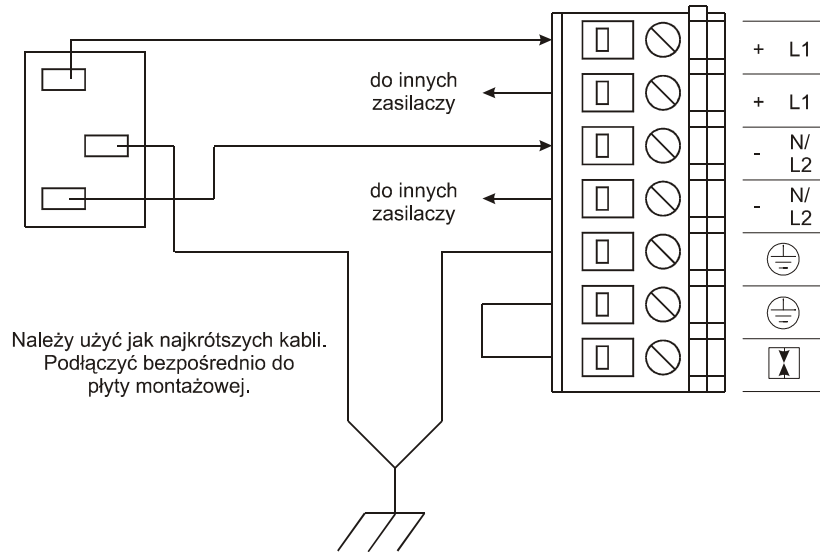 + L1
do innych
zasilaczy
+ L1
- N/
L2
do innych
zasilaczy
- N/
L2
Należy użyć jak najkrótszych kabli.
Podłączyć bezpośrednio do
płyty montażowej.